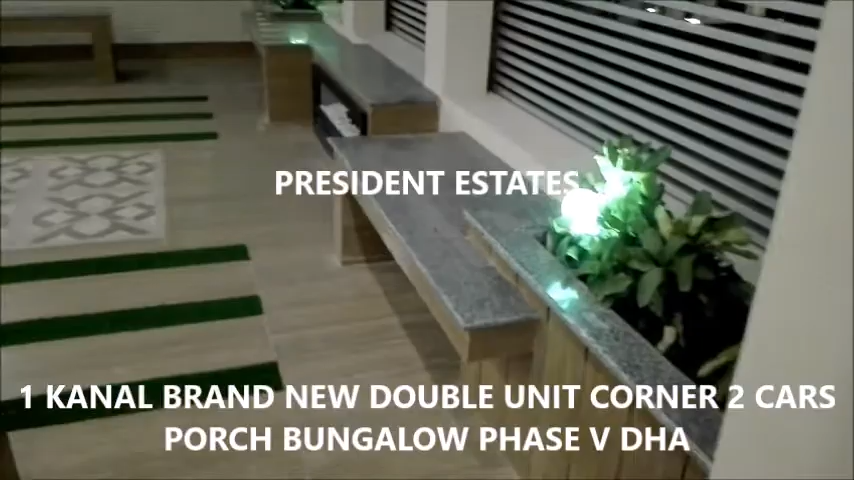 PRESIDENT ESTATES
1 KANAL BRAND NEW DOUBLE UNIT CORNER 2 CARS
PORCH BUNGALOW PHASE V DHA